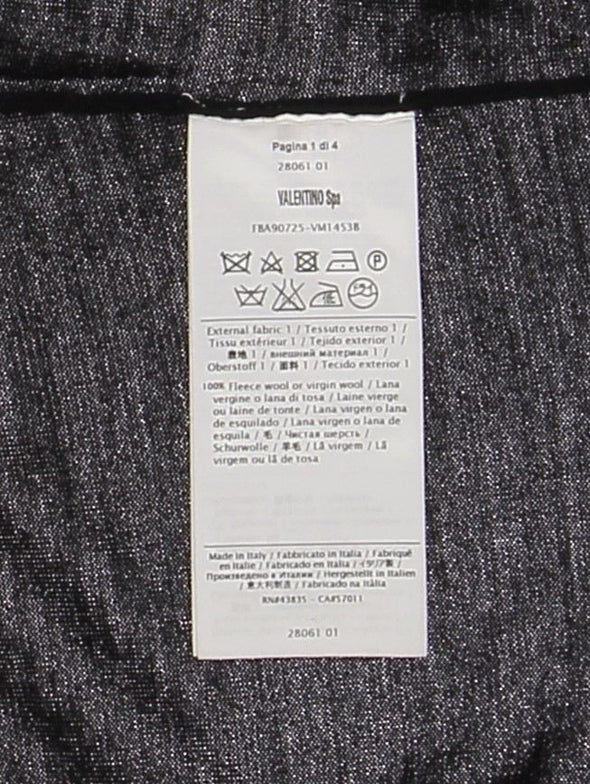 Pagina 1 di 4
28061 01
VALENTINO Spa
FBA90725-VM1453B
P
External fabric 1 / Tessuto esterno 1 /
Tissu extérieur 1 / Tejido exterior 1 /
表地 1 / внешний материал 1 /
Oberstoff 1 / 面料 1 / Tecido exterior 1
100% Fleece wool or virgin wool / Lana
vergine o lana di tosa / Laine vierge
ou laine de tonte / Lana virgen o lana
de esquilado / Lana virgen o lana de
esquila / 毛 / Чистая шерсть /
Schurwolle / 羊毛 / Lã virgem / Lã
virgem ou lã de tosa
Made in Italy / Fabbricato in Italia / Fabriqué
en Italie / Fabricado en Italia / イタリア製 /
Произведено в Италии / Hergestellt in Italien
/ 意大利制造 / Fabricado na Itália
RN#43835 - CA#57011
28061 01